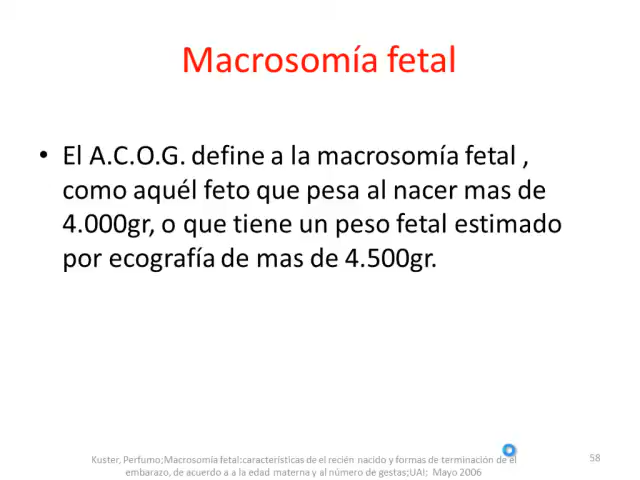 Macrosomía fetal
• El A.C.O.G. define a la macrosomía fetal ,
como aquél feto que pesa al nacer mas de
4.000gr, o que tiene un peso fetal estimado
por ecografía de mas de 4.500gr.
Kuster, Perfumo;Macrosomía fetal:características de el recién nacido y formas de terminación de el
embarazo, de acuerdo a a la edad materna y al número de gestas;UAI; Mayo 2006
58